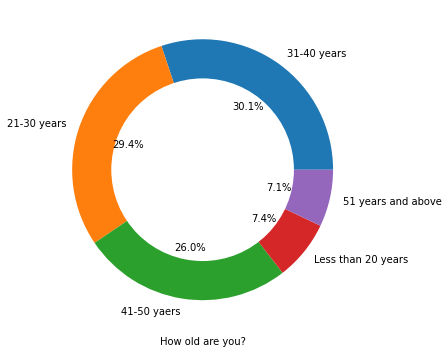 31-40 years
30.1%
21-30 years
29.4%
7.1%
51 years and above
7.4%
26.0%
Less than 20 years
41-50 yaers
How old are you?